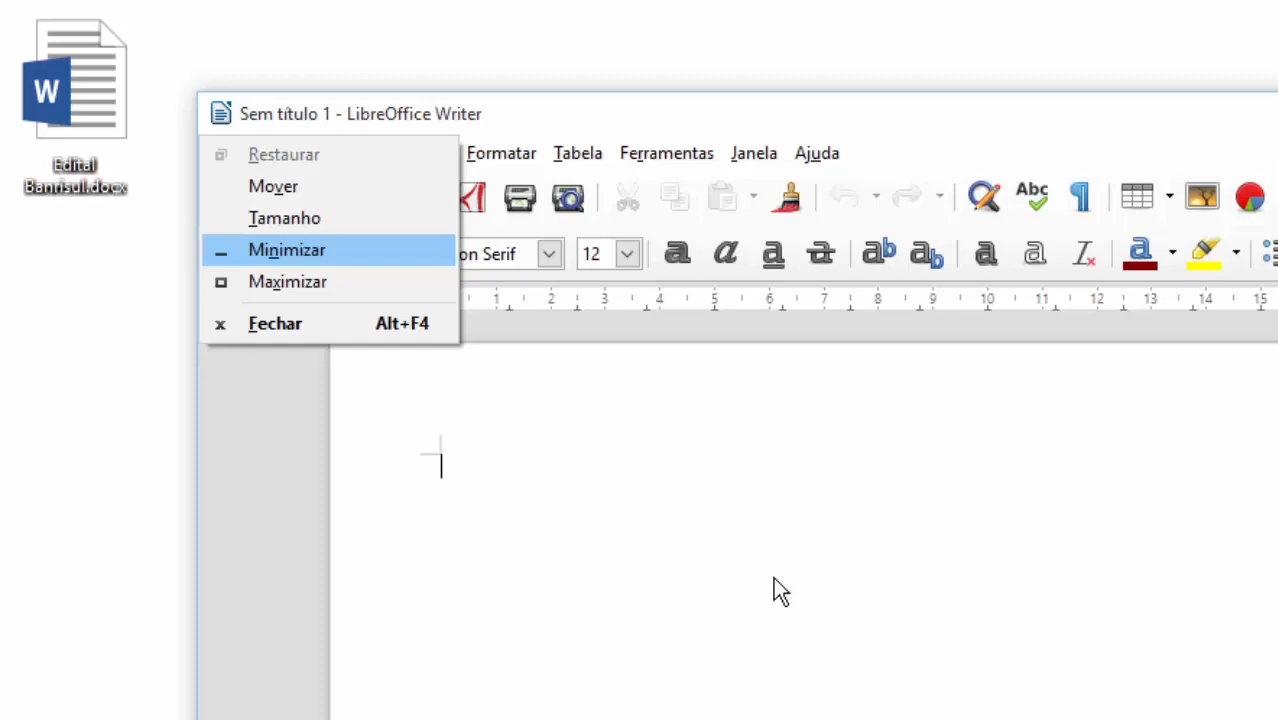 W
Edital
Banrisul.docx
Sem título 1 - LibreOffice Writer
Formatar Tabela Ferramentas Janela Ajuda
Restaurar
Mover
Tamanho
Minimizar
Maximizar
Fechar Alt+F4
Abc
on Serif 12 a a a a ab ab a a I a
1 2 3 4 5 6 7 8 9 10 11 12 13 14 15